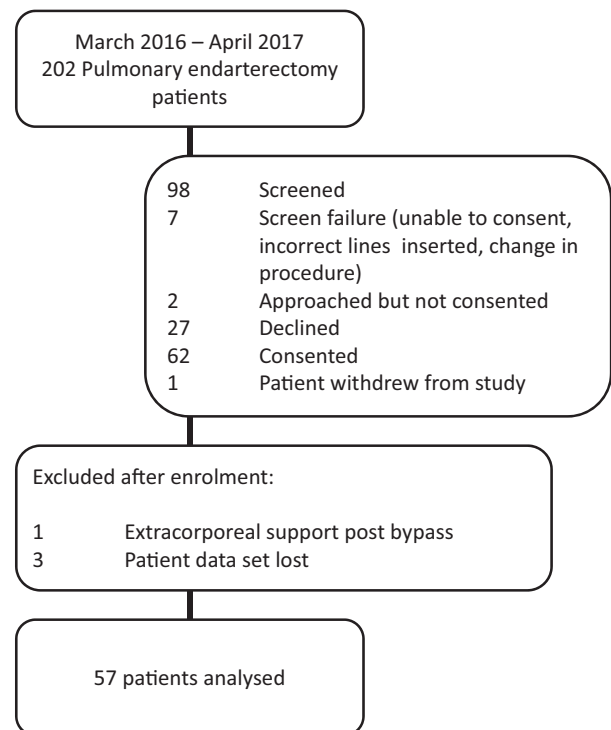 March 2016 – April 2017
202 Pulmonary endarterectomy
patients
98 Screened
7 Screen failure (unable to consent,
incorrect lines inserted, change in
procedure)
2 Approached but not consented
27 Declined
62 Consented
1 Patient withdrew from study
Excluded after enrolment:
1 Extracorporeal support post bypass
3 Patient data set lost
57 patients analysed